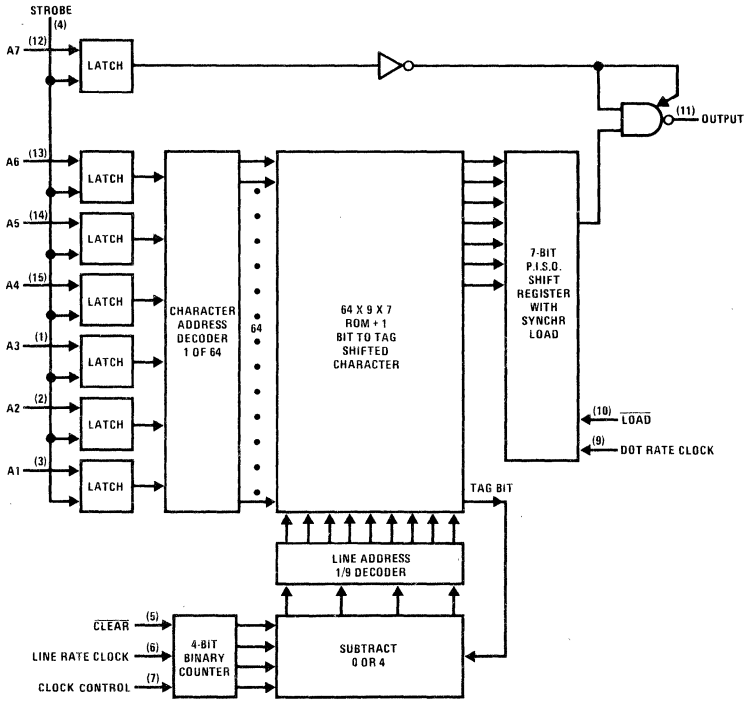 STROBE
(4)
A7 (12)
LATCH
(11)
OUTPUT
A6 (13)
LATCH
A5 (14)
LATCH
A4 (15)
LATCH
A3 (1)
LATCH
A2 (2)
LATCH
A1 (3)
LATCH
CHARACTER
ADDRESS
DECODER
1 OF 64
64
64 X 9 X 7
ROM + 1
BIT TO TAG
SHIFTED
CHARACTER
7-BIT
P.I.S.O.
SHIFT
REGISTER
WITH
SYNCHR
LOAD
(10) LOAD
(9) DOT RATE CLOCK
TAG BIT
LINE ADDRESS
1/9 DECODER
CLEAR (5)
LINE RATE CLOCK (6)
CLOCK CONTROL (7)
4-BIT
BINARY
COUNTER
SUBTRACT
0 OR 4